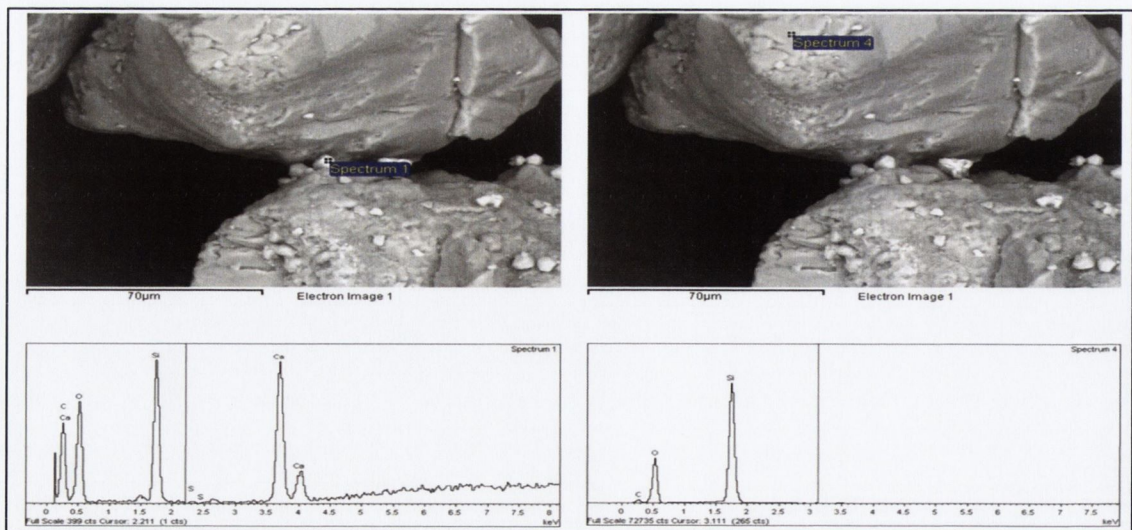 Spectrum 1
70µm
Electron Image 1
Spectrum 4
70µm
Electron Image 1
Spectrum 1
Si
Ca
C
O
Ca
Ca
S
S
0 0.5 1 1.5 2 2.5 3 3.5 4 4.5 5 5.5 6 6.5 7 7.5 8
Full Scale 399 cts Cursor: 2.211 (1 cts)
keV
Spectrum 4
Si
O
C
0 0.5 1 1.5 2 2.5 3 3.5 4 4.5 5 5.5 6 6.5 7 7.5
Full Scale 72735 cts Cursor: 3.111 (265 cts)
keV